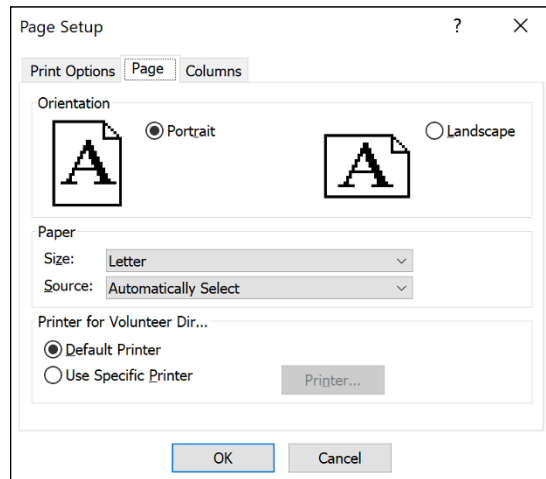 Page Setup ?
Print Options Page Columns
Orientation
A Portrait A Landscape
Paper
Size: Letter
Source: Automatically Select
Printer for Volunteer Dir...
Default Printer
Use Specific Printer Printer...
OK Cancel